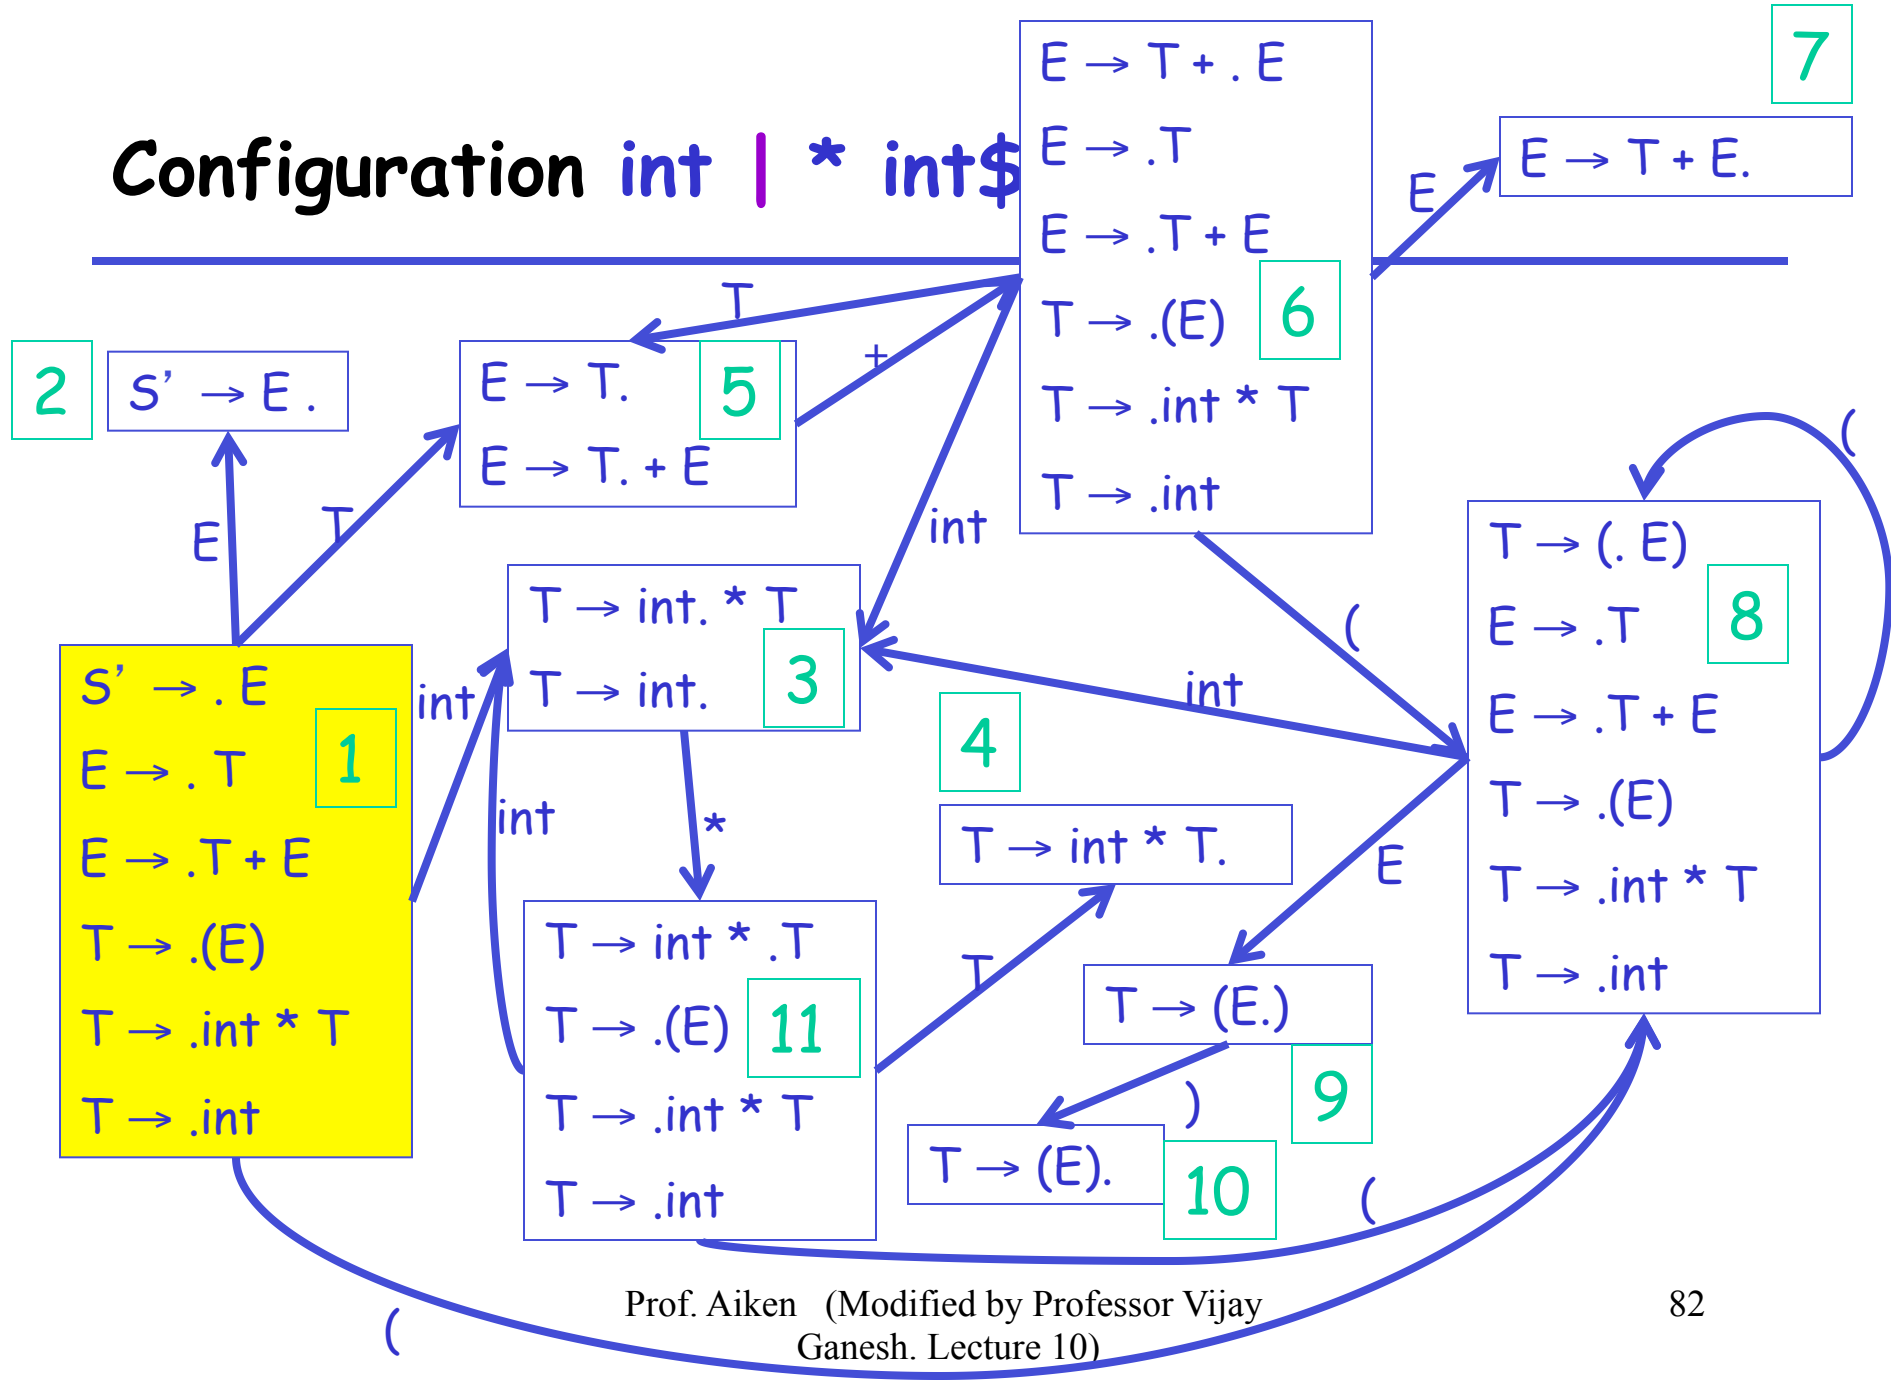 Configuration int | * int$
E → T + . E
E → .T
E → .T + E
T → .(E)
T → .int * T
T → .int
6
7
E → T + E.
E
T
+
int
(
2
S’ → E .
E
T
E → T.
E → T. + E
5
T → int. * T
T → int.
3
int
int
*
int
S’ → . E
E → . T
E → .T + E
T → .(E)
T → .int * T
T → .int
1
4
T → int * T.
T
T → int * .T
T → .(E)
T → .int * T
T → .int
11
(
T → (. E)
E → .T
E → .T + E
T → .(E)
T → .int * T
T → .int
8
E
T → (E.)
9
)
T → (E).
10
(
(
Prof. Aiken (Modified by Professor Vijay
Ganesh. Lecture 10)
82